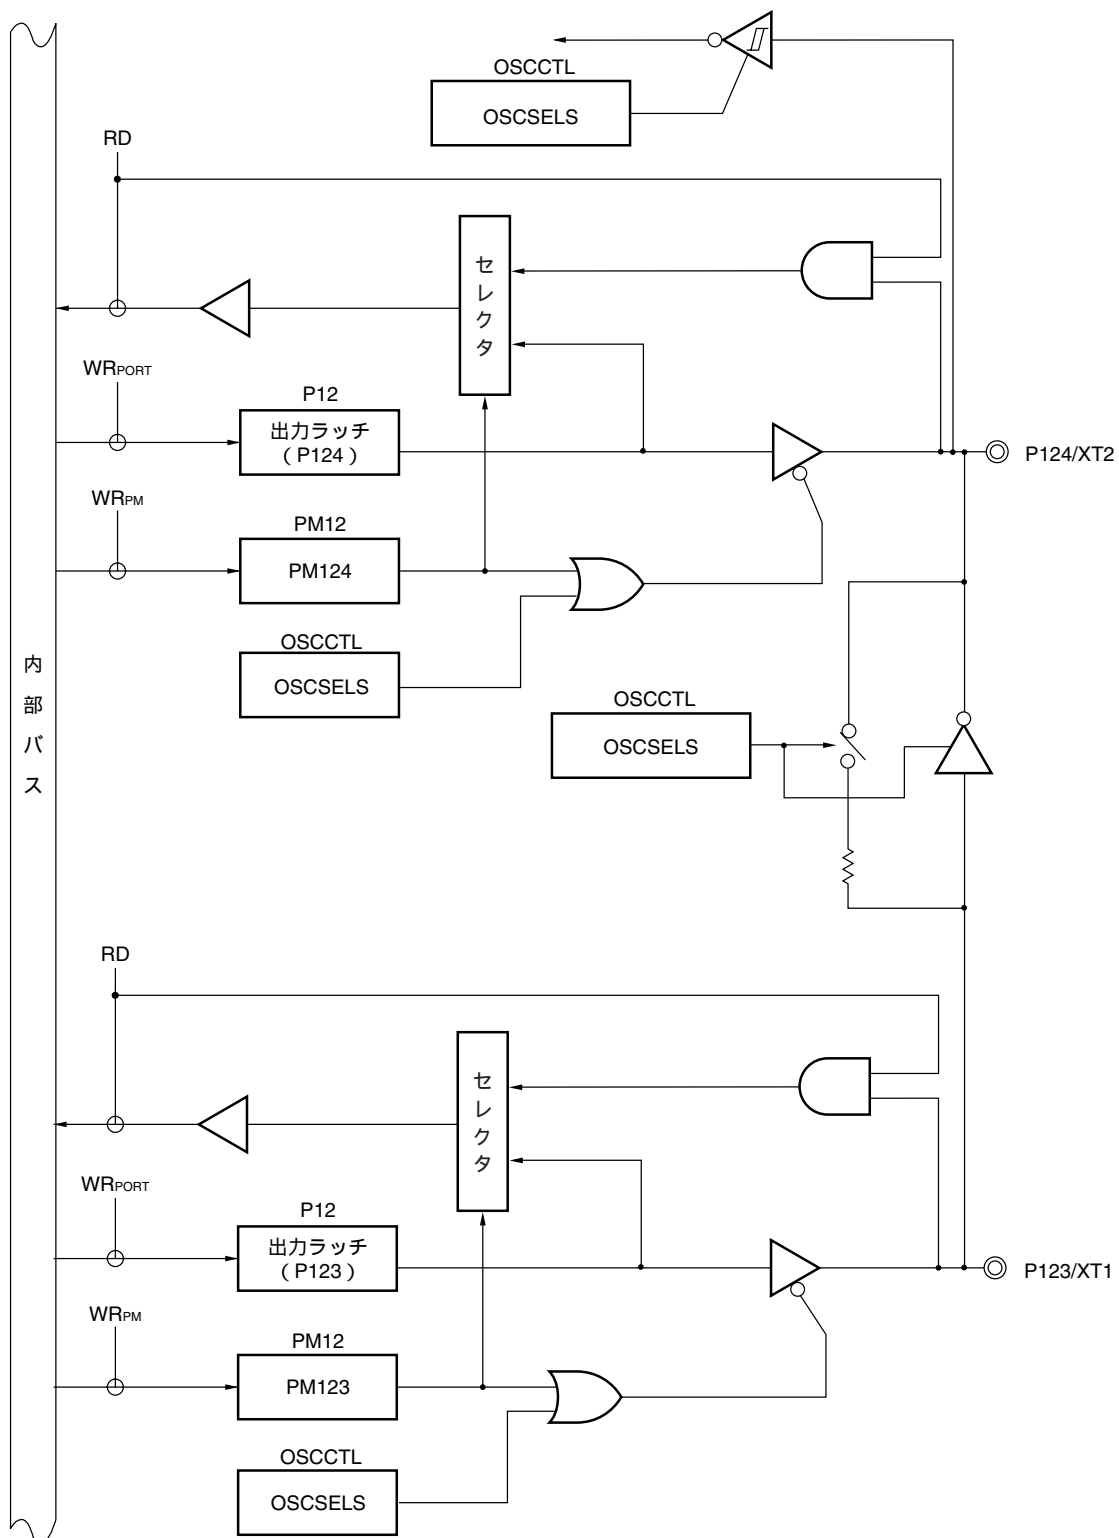 OSCCTL
OSCSELS
RD
セレクタ
WRPORT
P12
出力ラッチ
（P124）
P124/XT2
WRPM
PM12
PM124
OSCCTL
OSCSELS
内部バス
OSCCTL
OSCSELS
RD
セレクタ
WRPORT
P12
出力ラッチ
（P123）
P123/XT1
WRPM
PM12
PM123
OSCCTL
OSCSELS